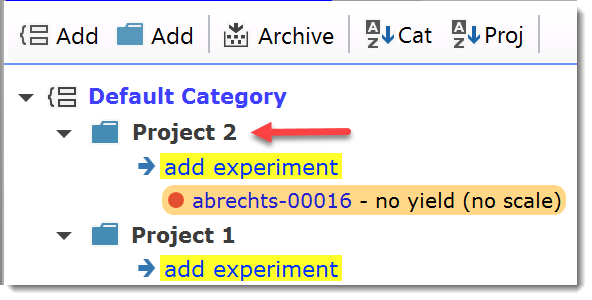 Add Add Archive Cat Proj
Default Category
Project 2
add experiment
abrechts-00016 - no yield (no scale)
Project 1
add experiment